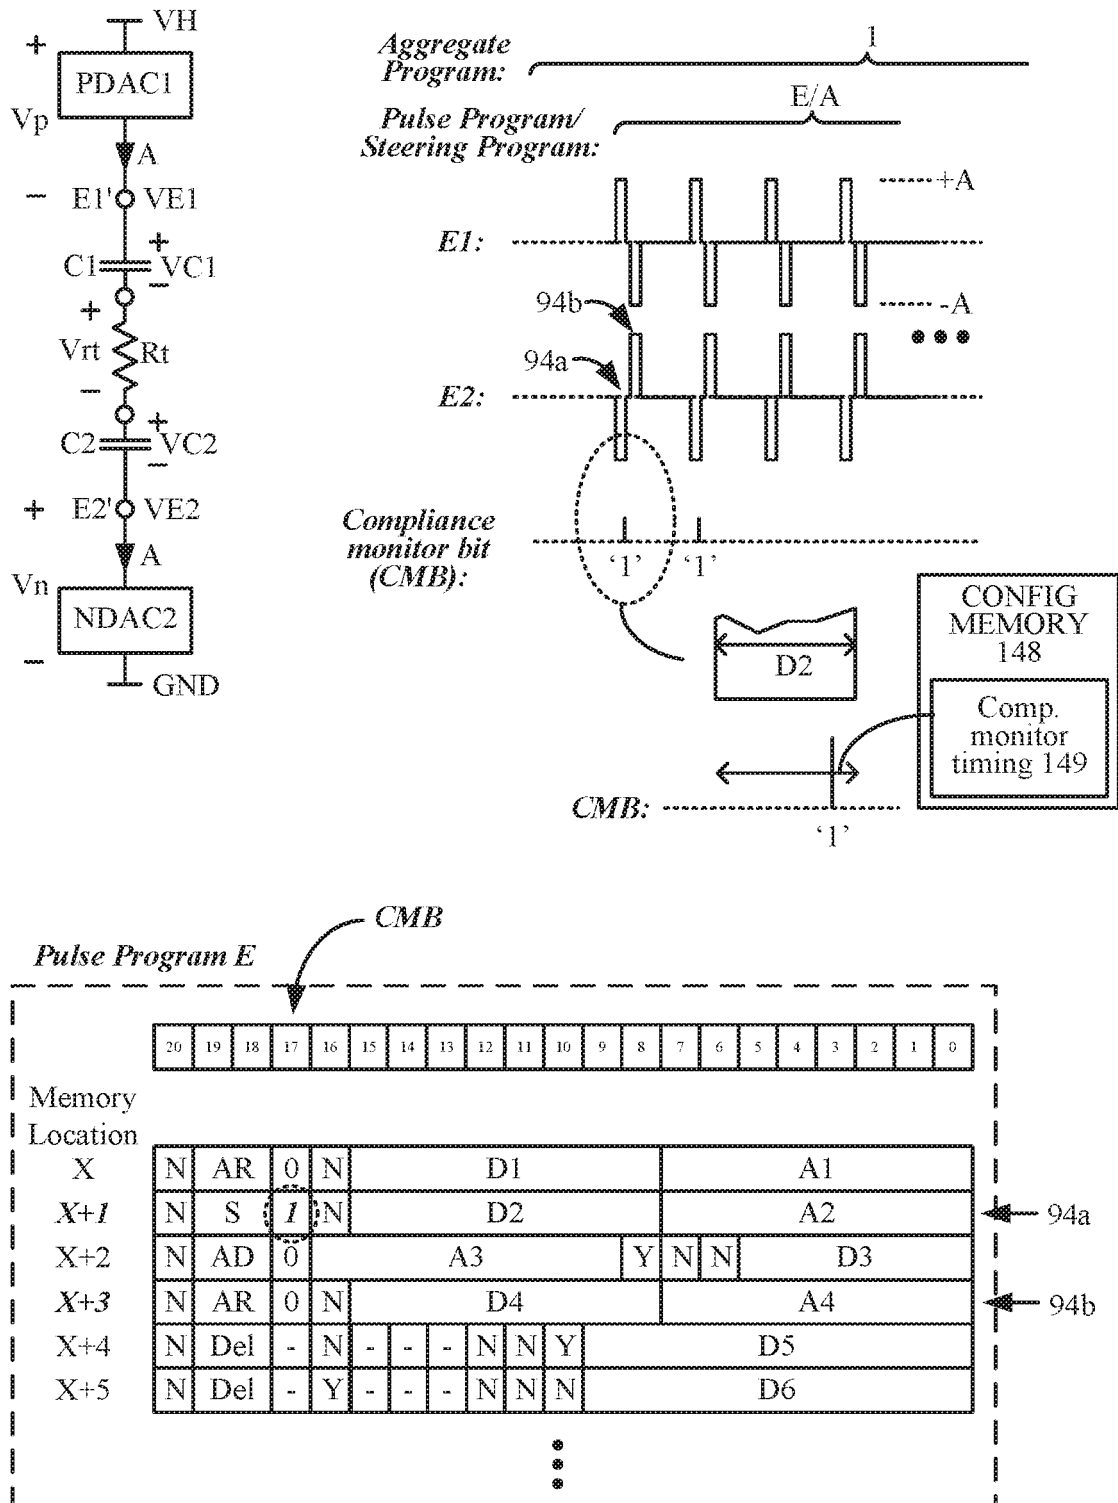 VH
+
PDAC1
Vp
A
−
E1' VE1
+
C1 VC1
−
+
Vrt Rt
−
+
C2 VC2
−
+
E2' VE2
A
Vn
NDAC2
−
GND
Aggregate
Program:
1
Pulse Program/
Steering Program:
E/A
+A
E1:
-A
94b
94a
E2:
Compliance
monitor bit
(CMB):
‘1’ ‘1’
D2
CONFIG
MEMORY
148
Comp.
monitor
timing 149
CMB:
‘1’
CMB
Pulse Program E
20 19 18 17 16 15 14 13 12 11 10 9 8 7 6 5 4 3 2 1 0
Memory
Location
X N AR 0 N D1 A1
X+1 N S 1 N D2 A2 94a
X+2 N AD 0 A3 Y N N D3
X+3 N AR 0 N D4 A4 94b
X+4 N Del - N - - - N N Y D5
X+5 N Del - Y - - - N N N D6